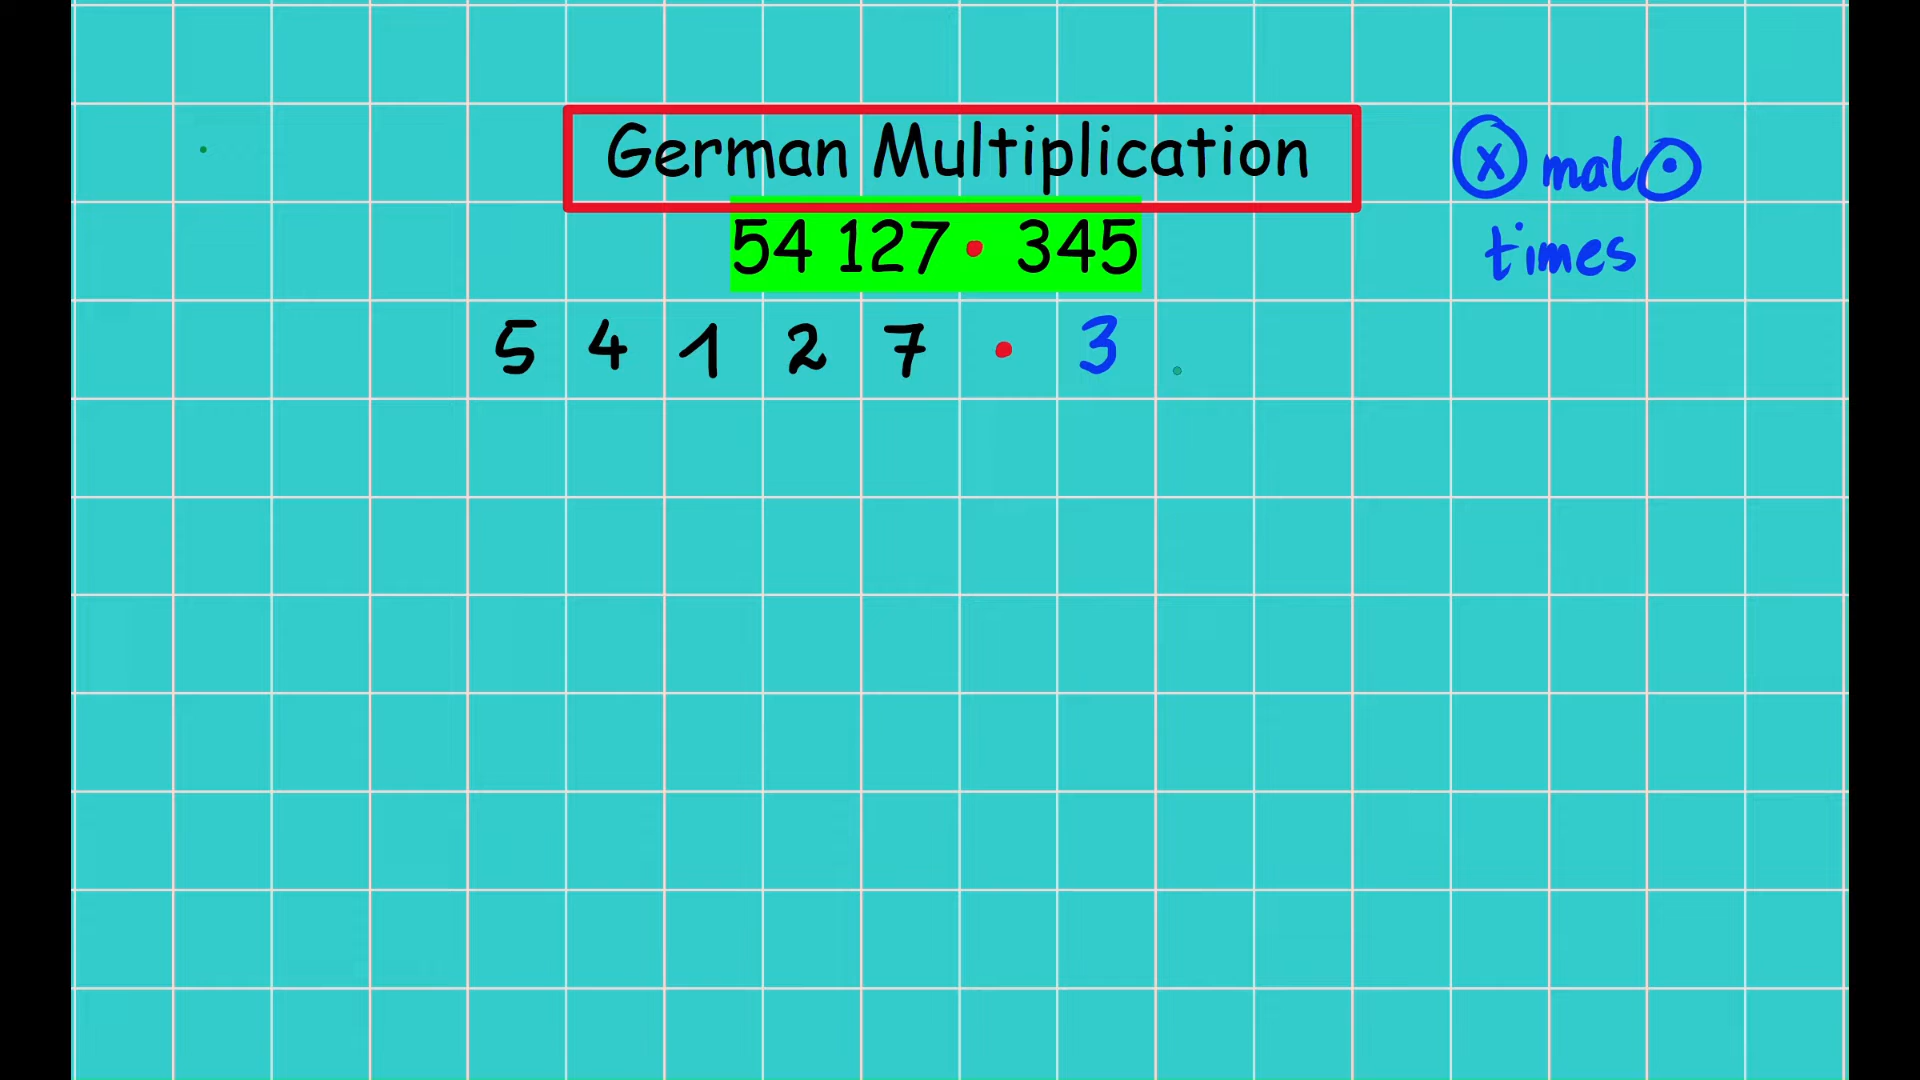 German Multiplication
54 127 · 345
5 4 1 2 7 · 3
x mal ·
times